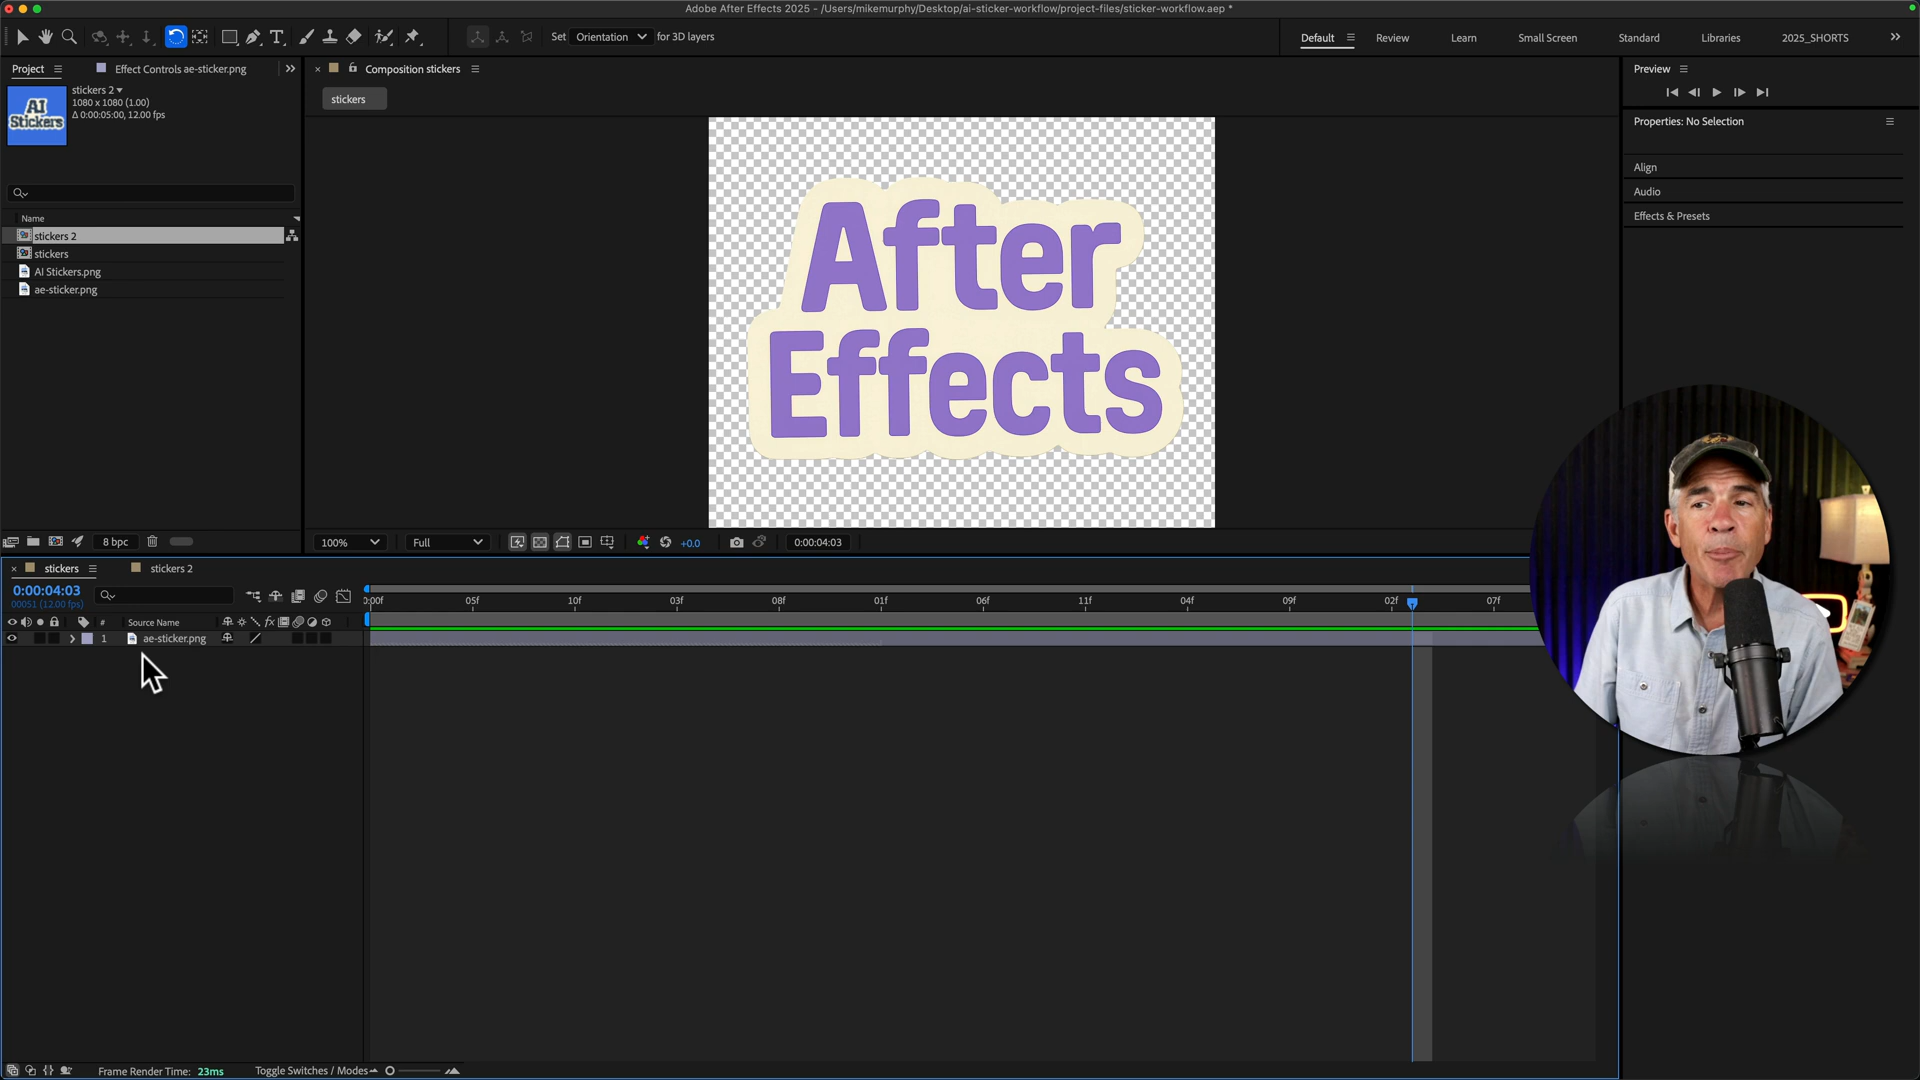 Adobe After Effects 2025 - /Users/mikemurphy/Desktop/ai-sticker-workflow/project-files/sticker-workflow.aep *
Set Orientation for 3D layers
Default Review Learn Small Screen Standard Libraries 2025_SHORTS
Project Effect Controls ae-sticker.png
Composition stickers
Preview
stickers 2
1080 x 1080 (1.00)
Δ 0:00:05:00, 12.00 fps
AI
Stickers
stickers
Properties: No Selection
Align
Audio
Effects & Presets
Name
stickers 2
stickers
AI Stickers.png
ae-sticker.png
After
Effects
8 bpc
100% Full +0.0 0:00:04:03
stickers stickers 2
0:00:04:03
00051 (12.00 fps)
0:00f 05f 10f 03f 08f 01f 06f 11f 04f 09f 02f 07f
# Source Name fx
1 ae-sticker.png
Frame Render Time: 23ms Toggle Switches / Modes